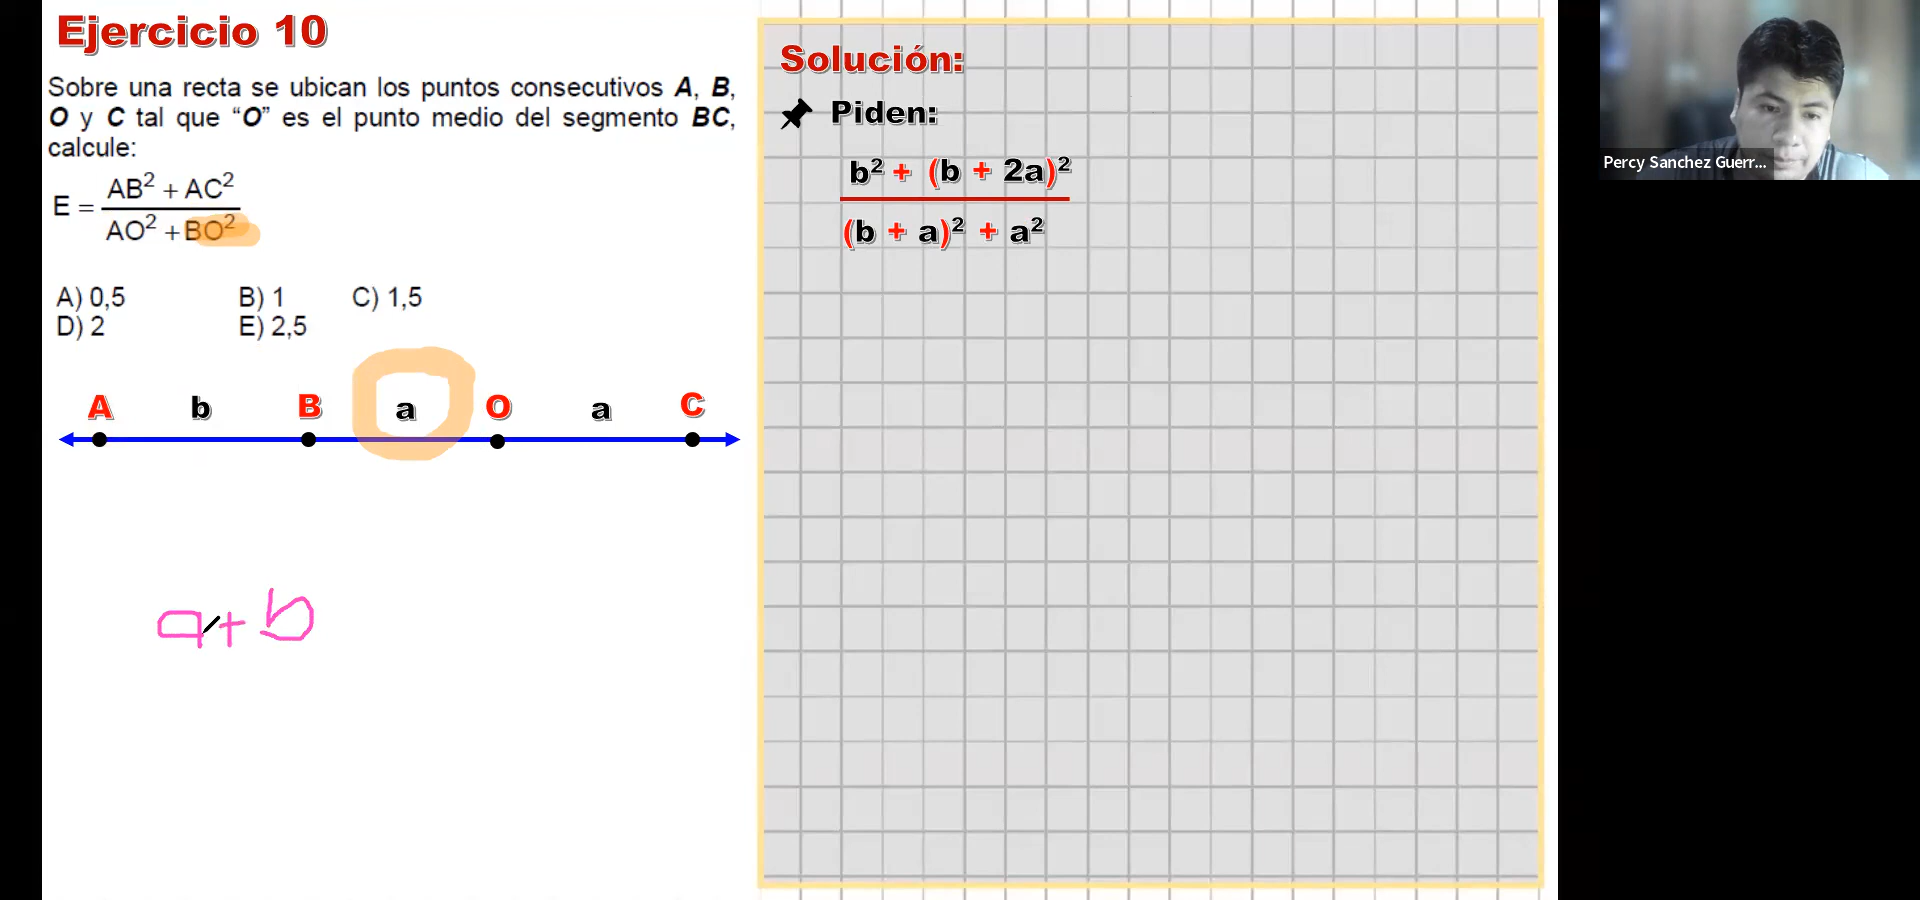 Ejercicio 10
Sobre una recta se ubican los puntos consecutivos A, B,
O y C tal que “O” es el punto medio del segmento BC,
calcule:
E = (AB² + AC²) / (AO² + BO²)
A) 0,5 B) 1 C) 1,5
D) 2 E) 2,5
A b B a O a C
a+b
Solución:
Piden:
b² + (b + 2a)²
(b + a)² + a²
Percy Sanchez Guerr...